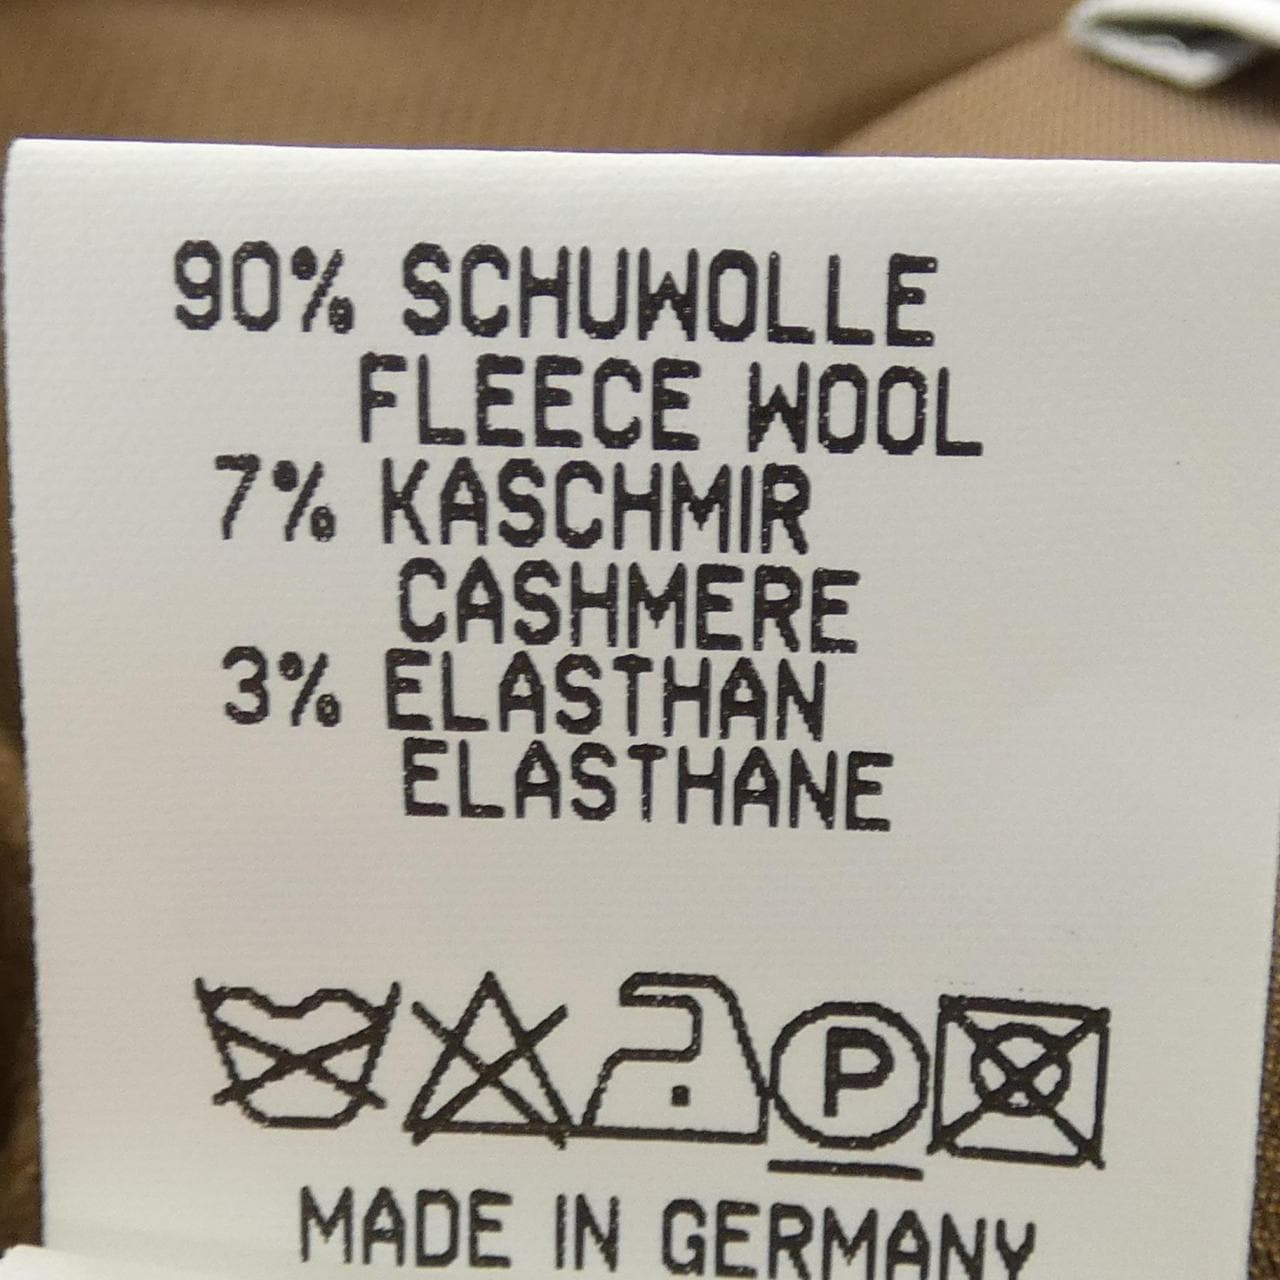 90% SCHUWOLLE
FLEECE WOOL
7% KASCHMIR
CASHMERE
3% ELASTHAN
ELASTHANE
P
MADE IN GERMANY